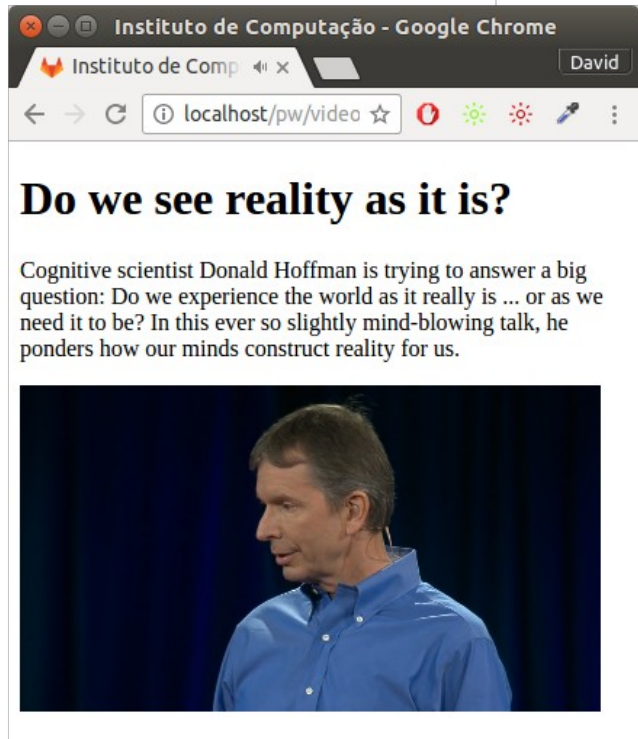 Instituto de Computação - Google Chrome
Instituto de Comp
David
localhost/pw/video
Do we see reality as it is?
Cognitive scientist Donald Hoffman is trying to answer a big
question: Do we experience the world as it really is ... or as we
need it to be? In this ever so slightly mind-blowing talk, he
ponders how our minds construct reality for us.